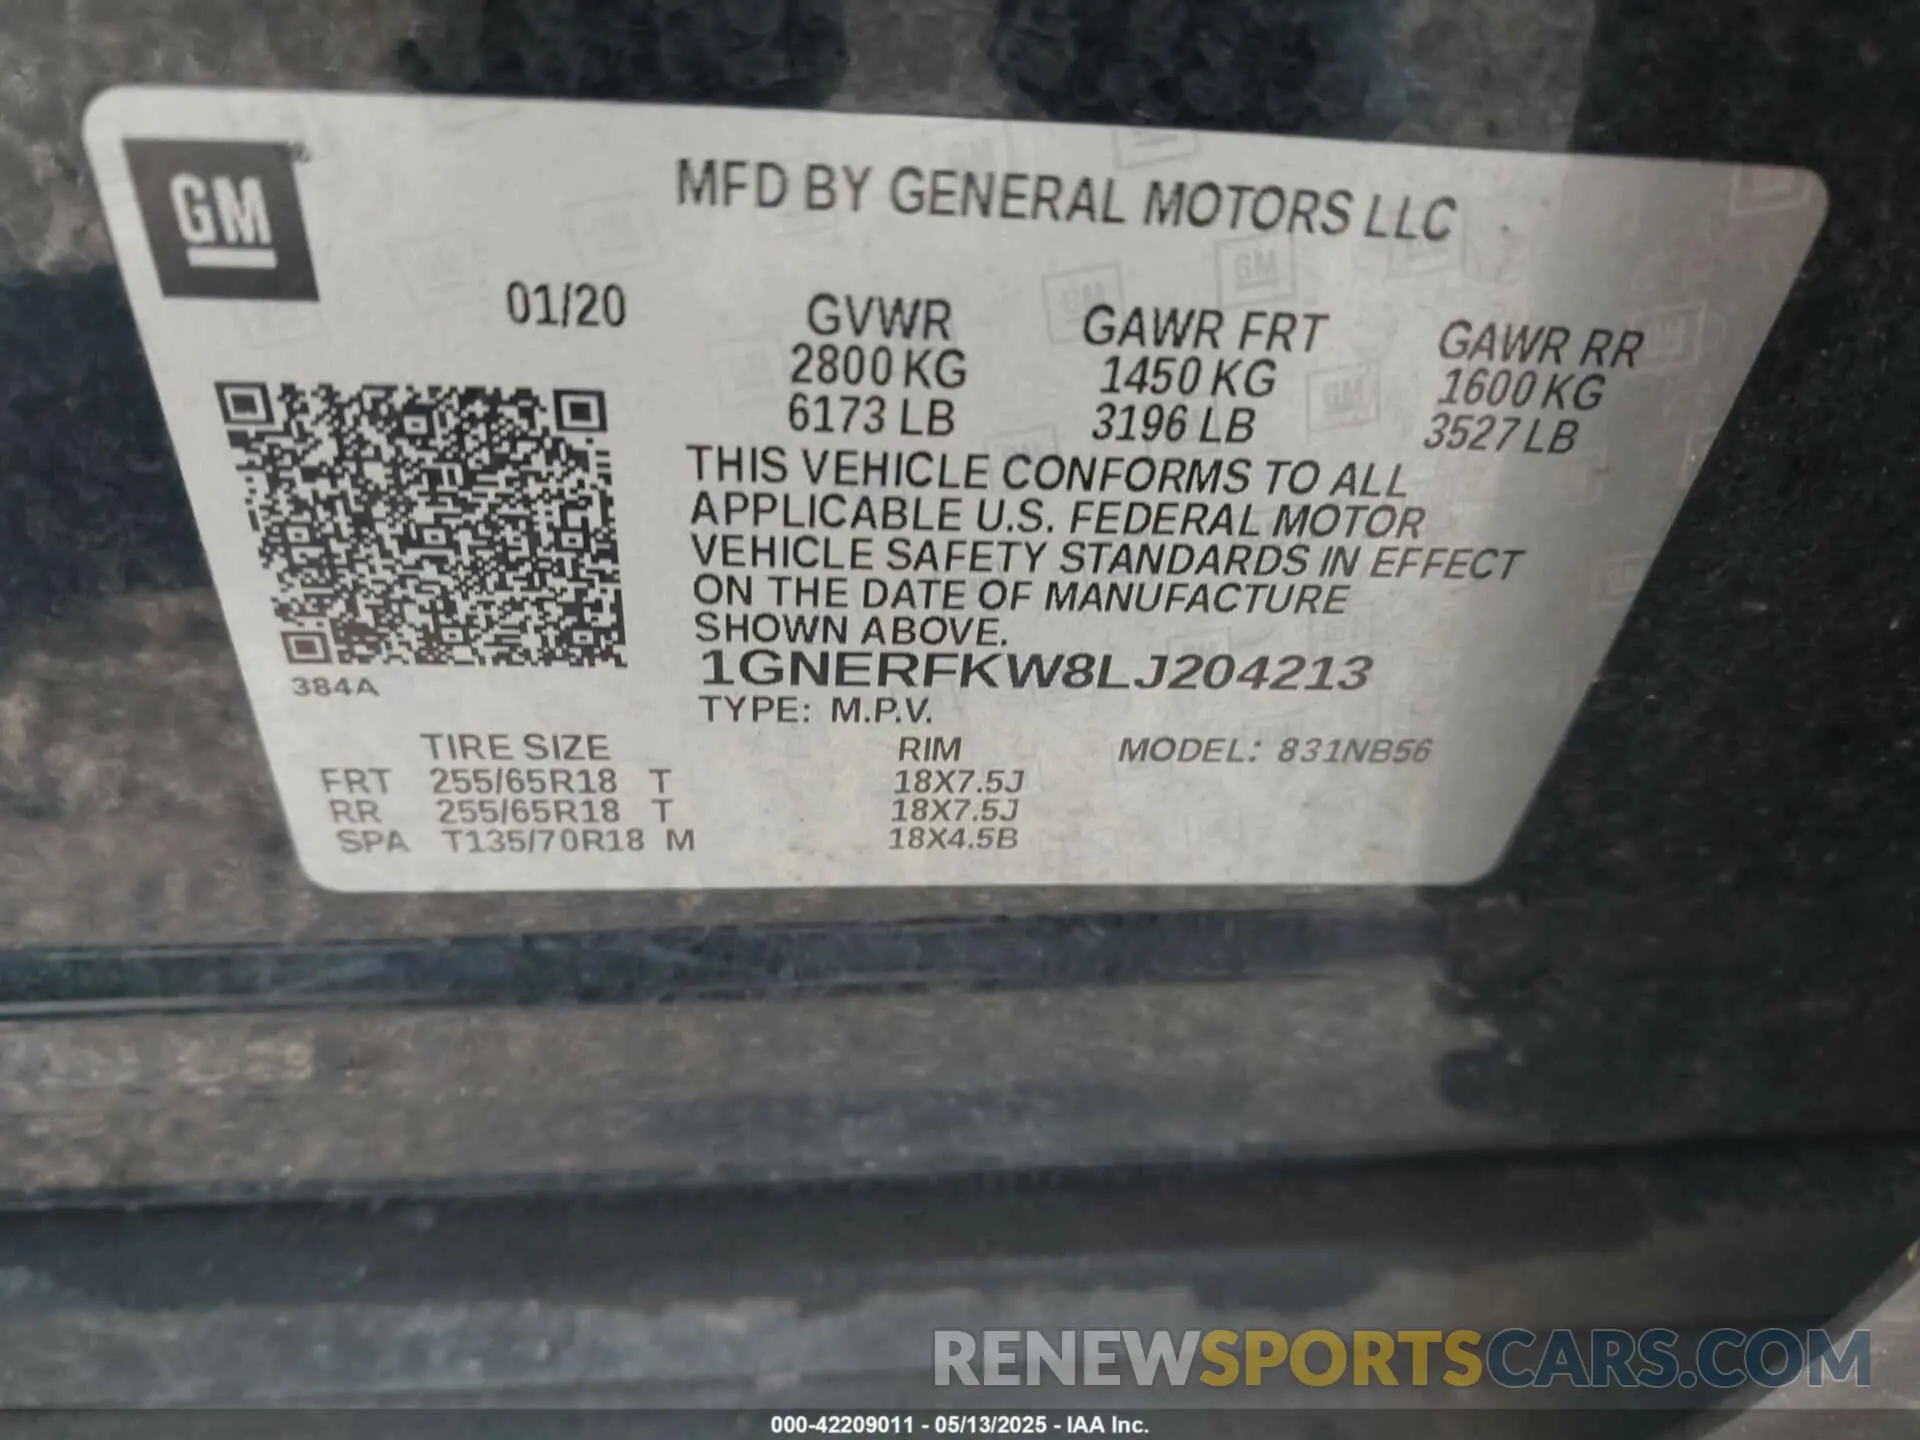 GM ®
MFD BY GENERAL MOTORS LLC
01/20
GVWR GAWR FRT GAWR RR
2800 KG 1450 KG 1600 KG
6173 LB 3196 LB 3527 LB
THIS VEHICLE CONFORMS TO ALL
APPLICABLE U.S. FEDERAL MOTOR
VEHICLE SAFETY STANDARDS IN EFFECT
ON THE DATE OF MANUFACTURE
SHOWN ABOVE.
1GNERFKW8LJ204213
384A
TYPE: M.P.V.
TIRE SIZE RIM MODEL: 831NB56
FRT 255/65R18 T 18X7.5J
RR 255/65R18 T 18X7.5J
SPA T135/70R18 M 18X4.5B
RENEWSPORTSCARS.COM
000-42209011 - 05/13/2025 - IAA Inc.